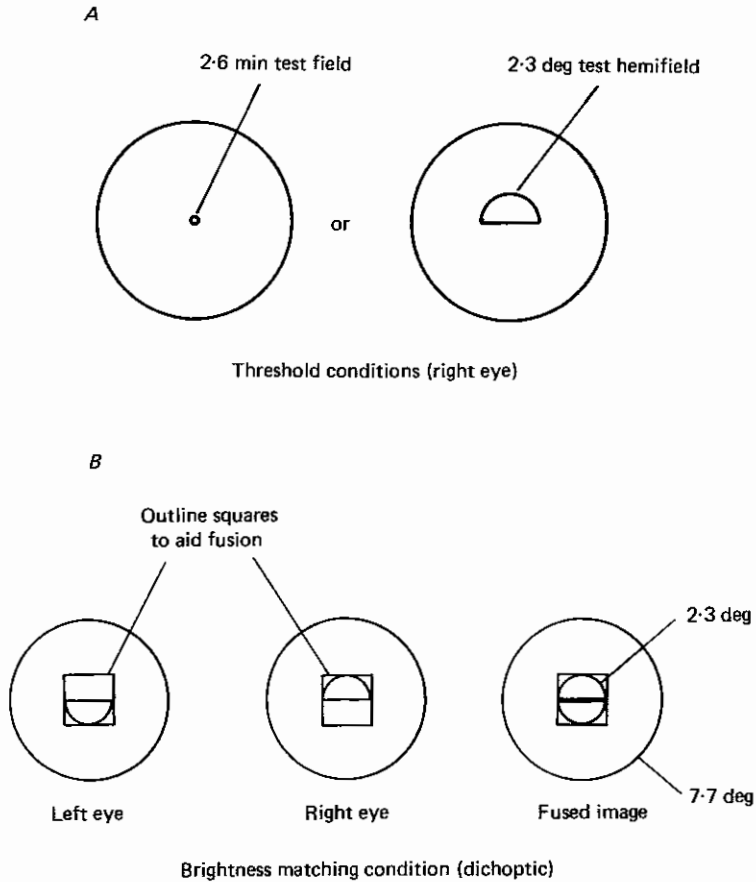 A
2·6 min test field
2·3 deg test hemifield
or
Threshold conditions (right eye)
B
Outline squares
to aid fusion
2·3 deg
7·7 deg
Left eye
Right eye
Fused image
Brightness matching condition (dichoptic)